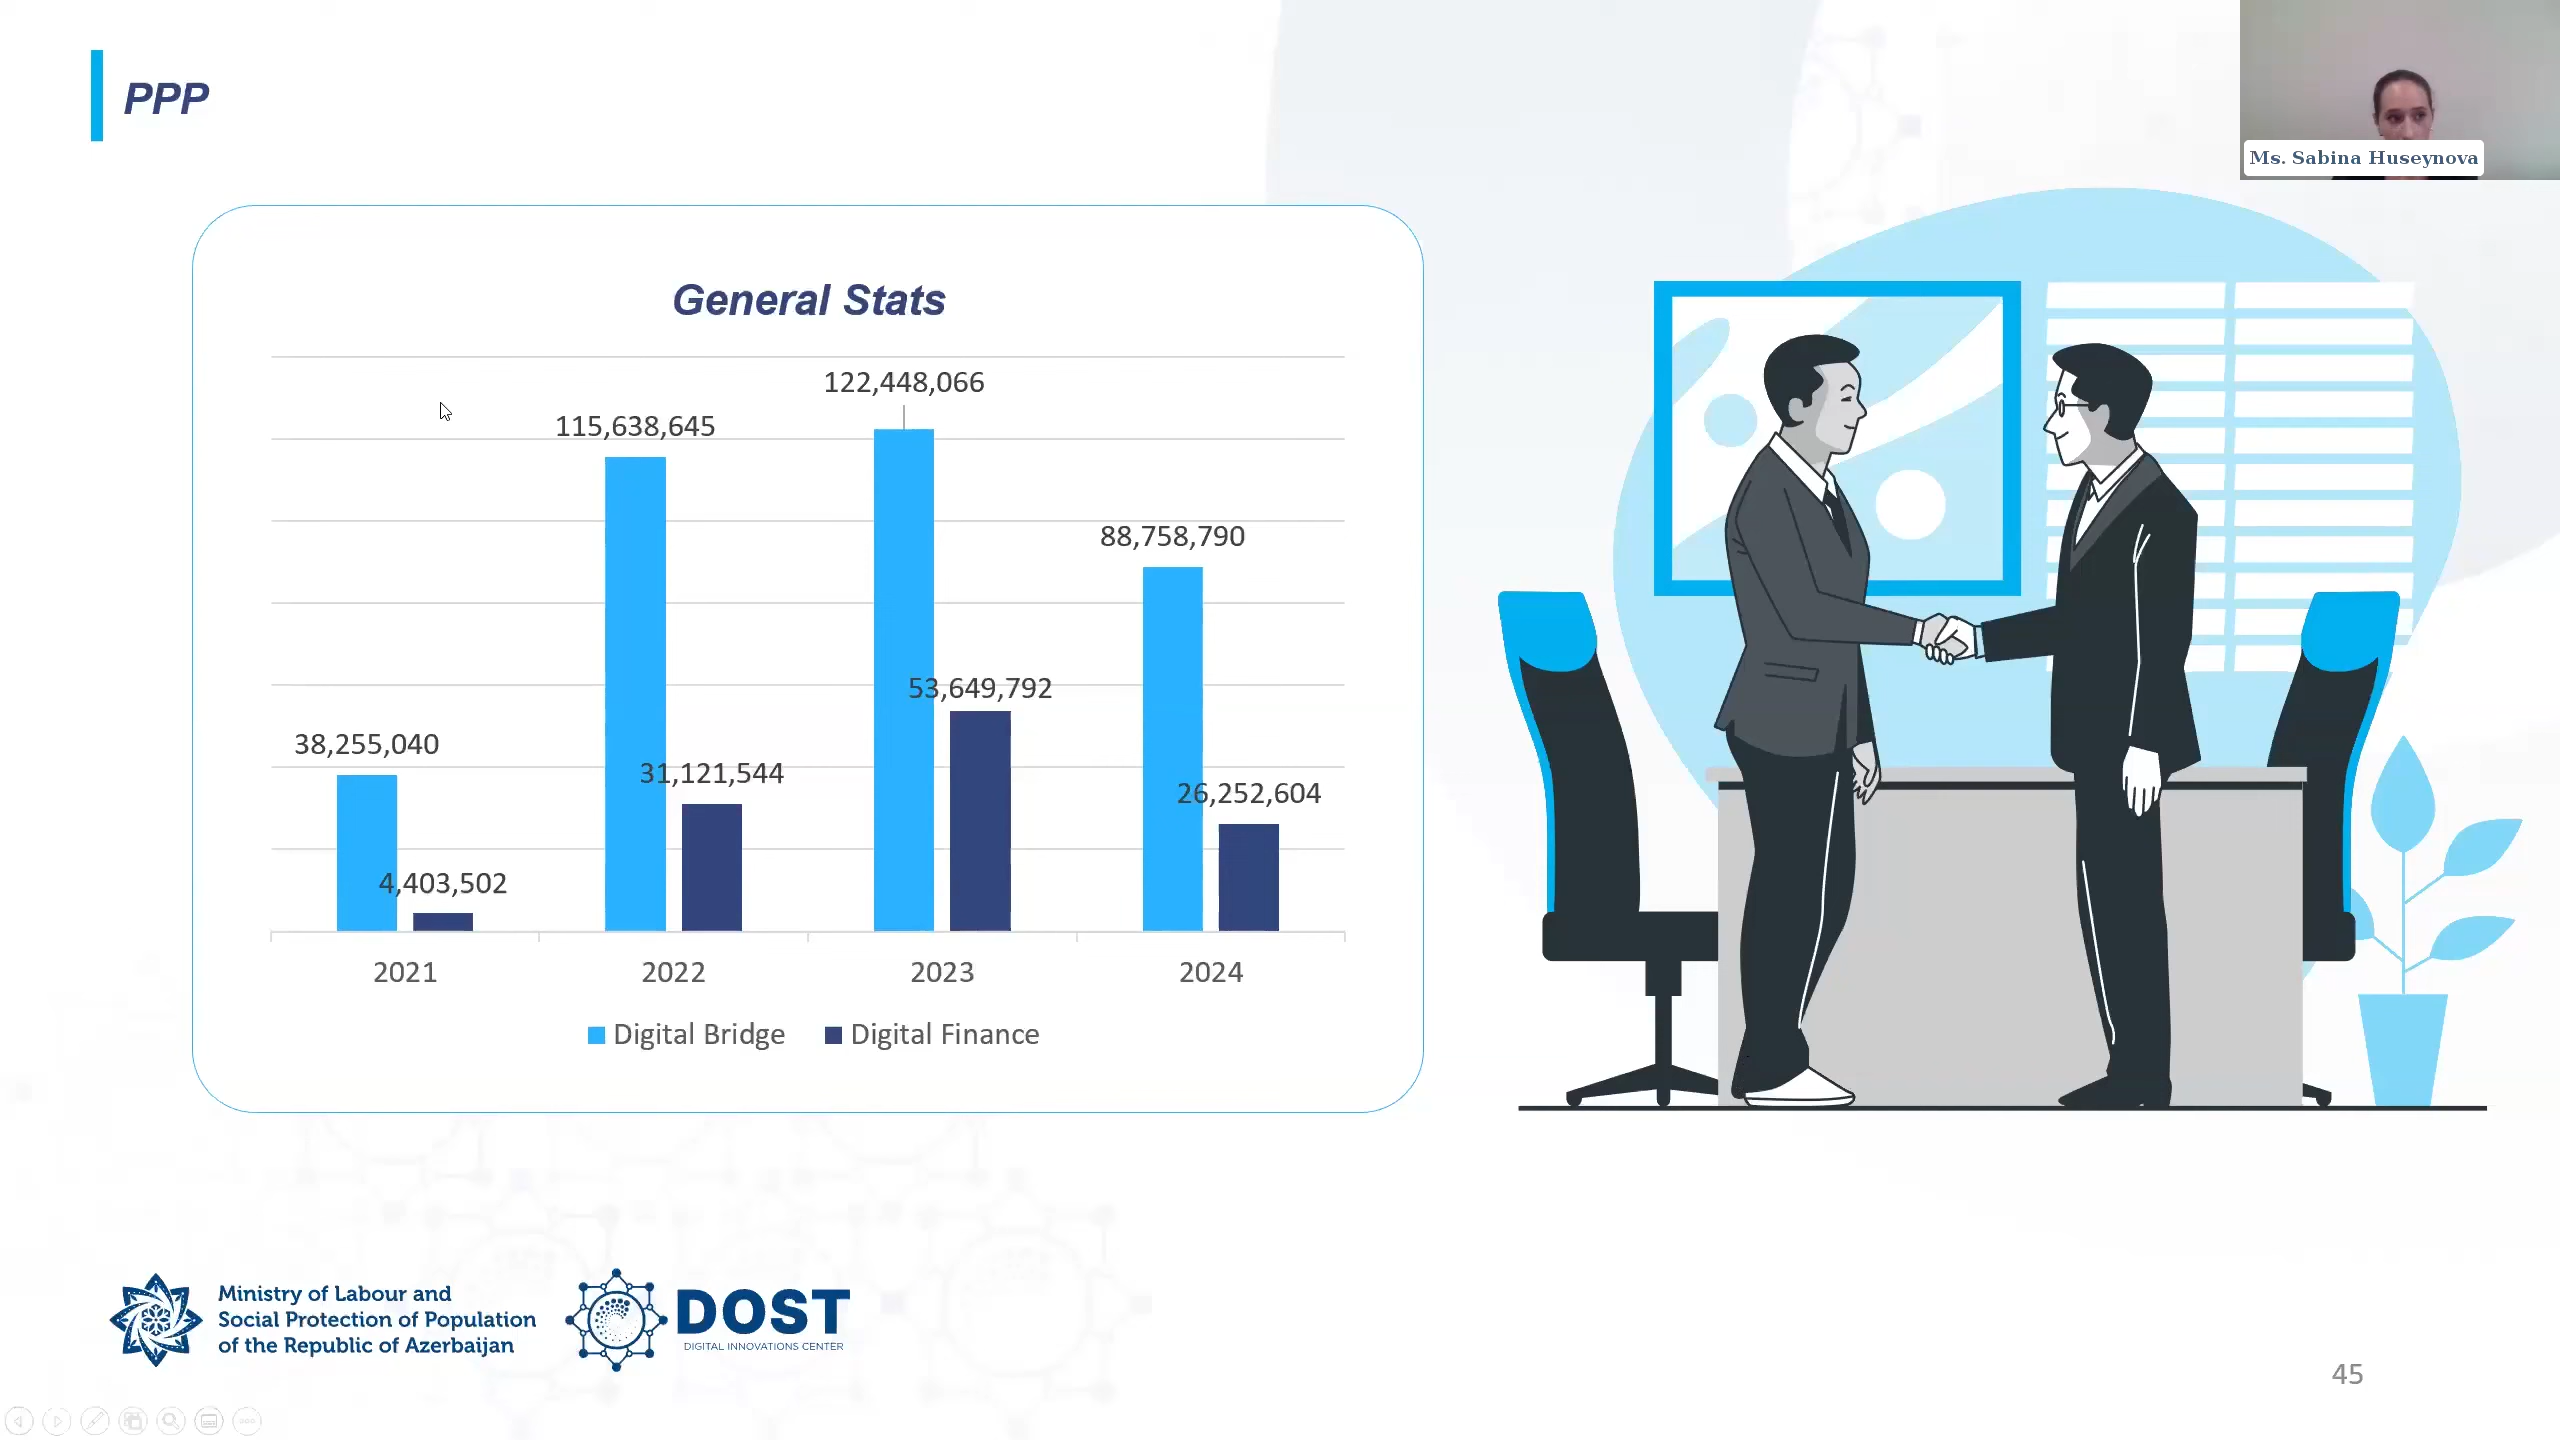 PPP
Ms. Sabina Huseynova
General Stats
122,448,066
115,638,645
88,758,790
53,649,792
38,255,040
31,121,544
26,252,604
4,403,502
2021 2022 2023 2024
Digital Bridge Digital Finance
Ministry of Labour and
Social Protection of Population
of the Republic of Azerbaijan
DOST
DIGITAL INNOVATIONS CENTER
45